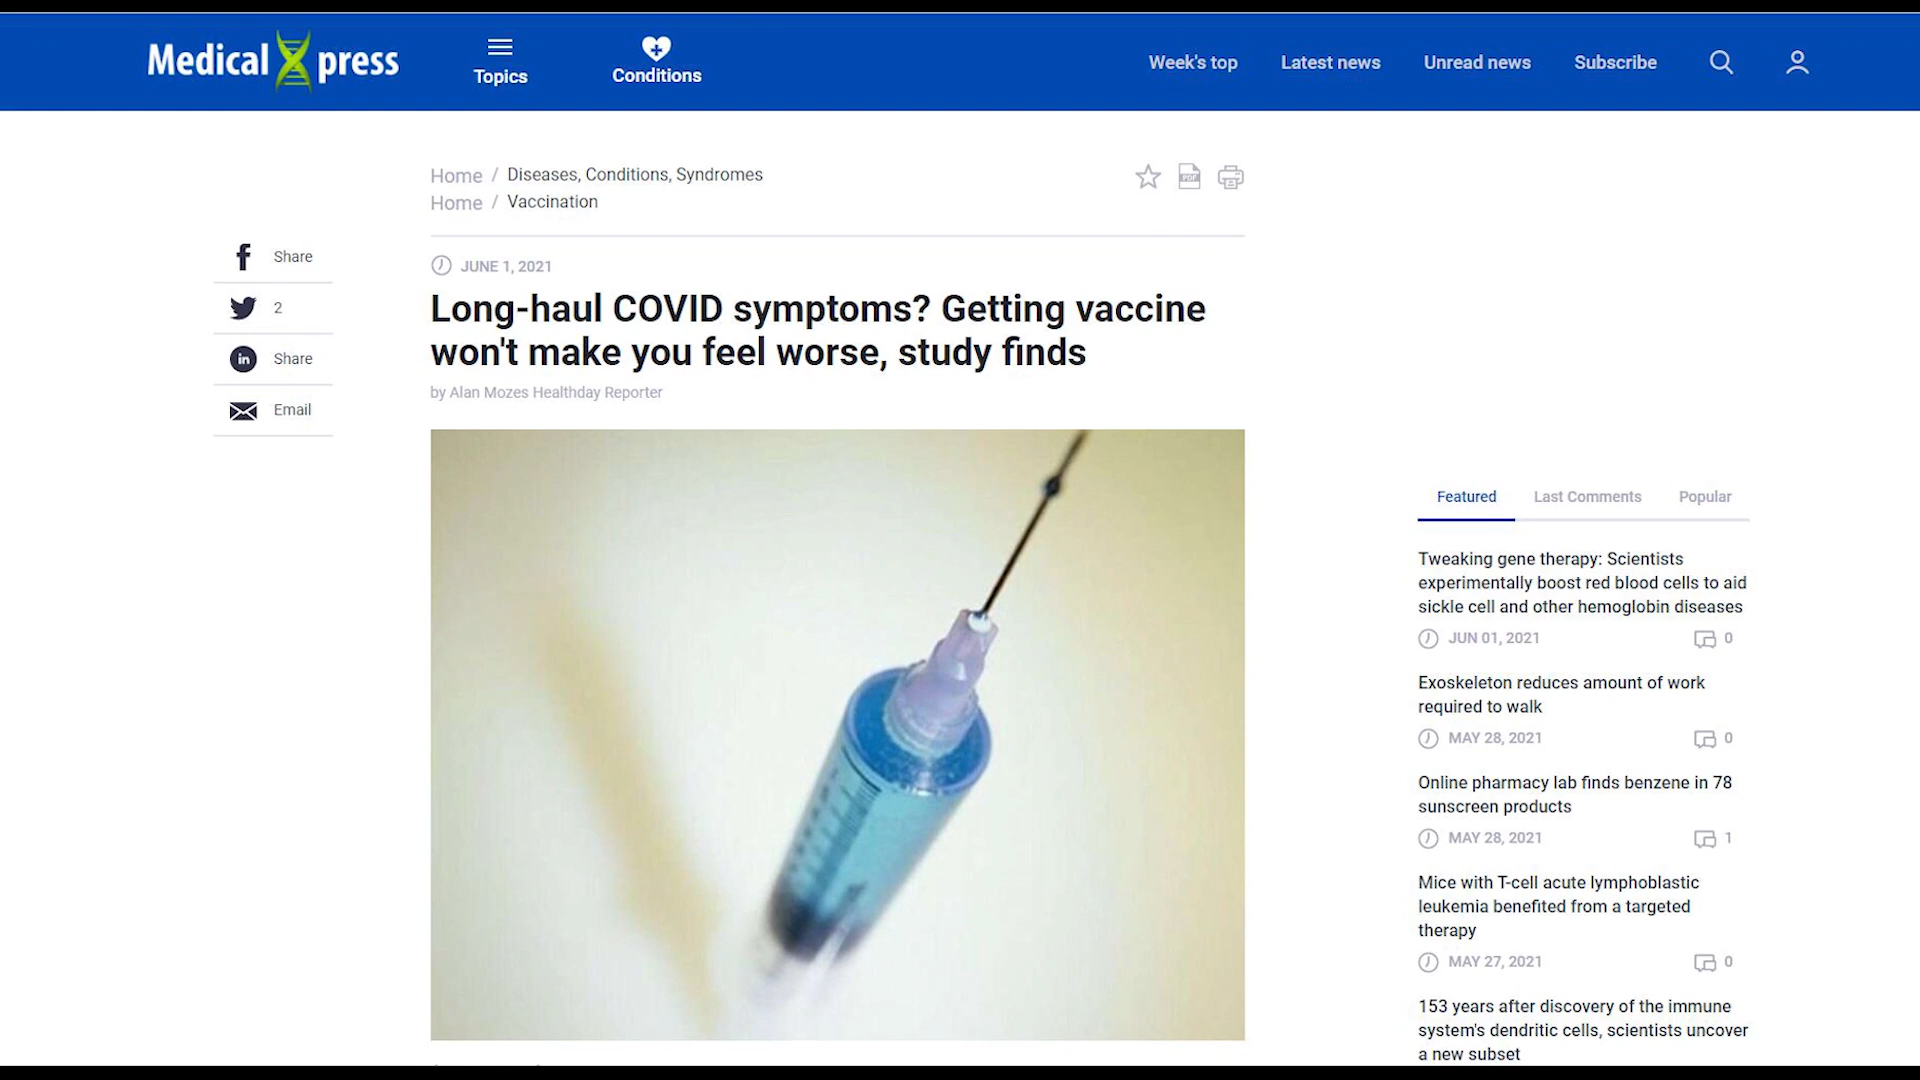 Medical Xpress
Topics
Conditions
Week's top
Latest news
Unread news
Subscribe
Home / Diseases, Conditions, Syndromes
Home / Vaccination
PDF
Share
2
in Share
Email
JUNE 1, 2021
Long-haul COVID symptoms? Getting vaccine
won't make you feel worse, study finds
by Alan Mozes Healthday Reporter
Featured
Last Comments
Popular
Tweaking gene therapy: Scientists
experimentally boost red blood cells to aid
sickle cell and other hemoglobin diseases
JUN 01, 2021 0
Exoskeleton reduces amount of work
required to walk
MAY 28, 2021 0
Online pharmacy lab finds benzene in 78
sunscreen products
MAY 28, 2021 1
Mice with T-cell acute lymphoblastic
leukemia benefited from a targeted
therapy
MAY 27, 2021 0
153 years after discovery of the immune
system's dendritic cells, scientists uncover
a new subset